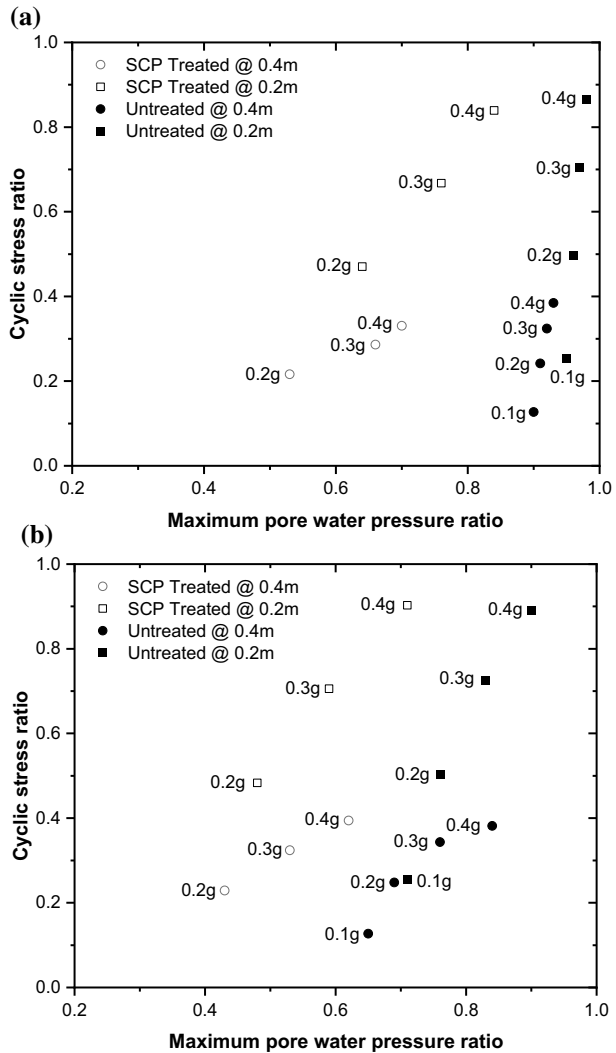 (a)
1.0
SCP Treated @ 0.4m
SCP Treated @ 0.2m
Untreated @ 0.4m
Untreated @ 0.2m
0.4g
0.4g
0.8
0.3g
0.3g
0.6
Cyclic stress ratio
0.2g
0.2g
0.4
0.4g
0.4g
0.3g
0.3g
0.2g
0.2g
0.1g
0.2
0.1g
0.0
0.2 0.4 0.6 0.8 1.0
Maximum pore water pressure ratio
(b)
1.0
SCP Treated @ 0.4m
SCP Treated @ 0.2m
Untreated @ 0.4m
Untreated @ 0.2m
0.4g
0.4g
0.8
0.3g
0.3g
0.6
Cyclic stress ratio
0.2g
0.2g
0.4
0.4g
0.4g
0.3g
0.3g
0.2g
0.2g
0.1g
0.2
0.1g
0.0
0.2 0.4 0.6 0.8 1.0
Maximum pore water pressure ratio